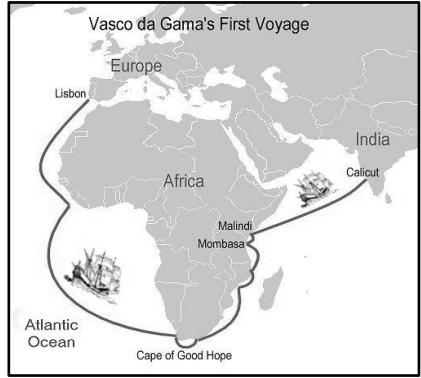 Vasco da Gama's First Voyage
Europe
Lisbon
India
Calicut
Africa
Malindi
Mombasa
Atlantic
Ocean
Cape of Good Hope